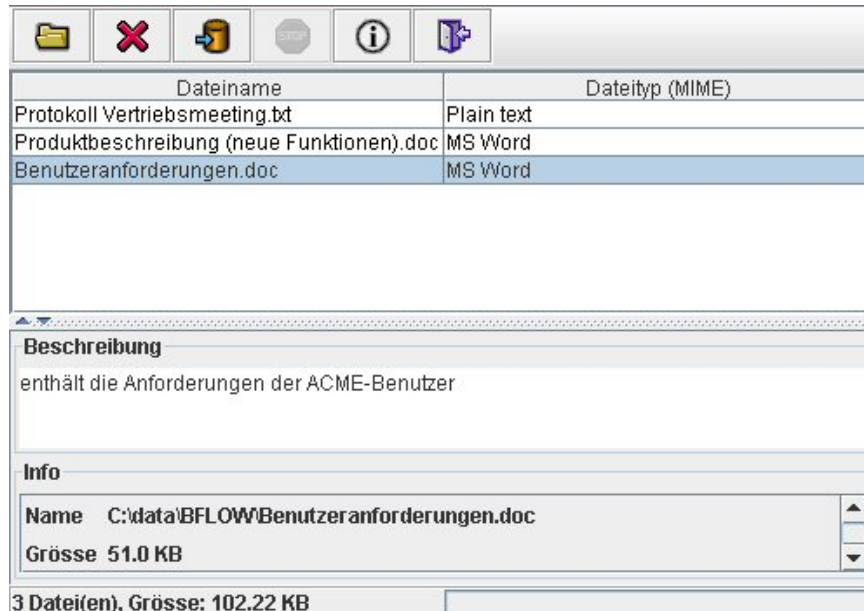 STOP
Dateiname Dateityp (MIME)
Protokoll Vertriebsmeeting.txt Plain text
Produktbeschreibung (neue Funktionen).doc MS Word
Benutzeranforderungen.doc MS Word
Beschreibung
enthält die Anforderungen der ACME-Benutzer
Info
Name C:\data\BFLOW\Benutzeranforderungen.doc
Grösse 51.0 KB
3 Datei(en), Grösse: 102.22 KB